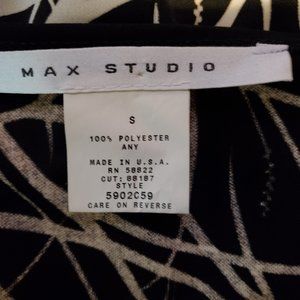 MAX STUDIO
S
100% POLYESTER
ANY
MADE IN U.S.A.
RN 58822
CUT: 88187
STYLE
5902C59
CARE ON REVERSE